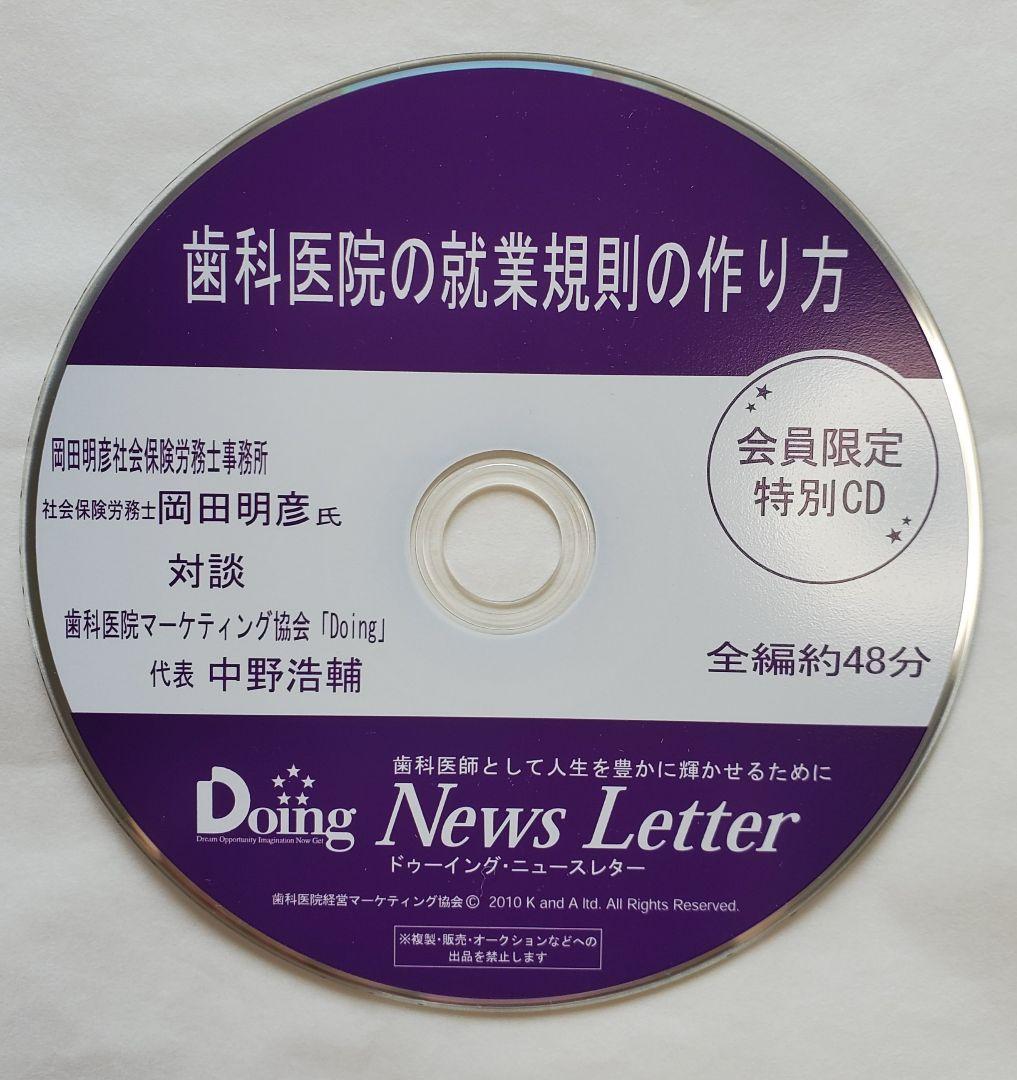 歯科医院の就業規則の作り方
岡田明彦社会保険労務士事務所
社会保険労務士岡田明彦氏
対談
歯科医院マーケティング協会「Doing」
代表 中野浩輔
会員限定
特別CD
全編約48分
歯科医師として人生を豊かに輝かせるために
Doing News Letter
Dream Opportunity Imagination Now Get
ドゥーイング・ニュースレター
歯科医院経営マーケティング協会© 2010 K and A ltd. All Rights Reserved.
※複製・販売・オークションなどへの
出品を禁止します